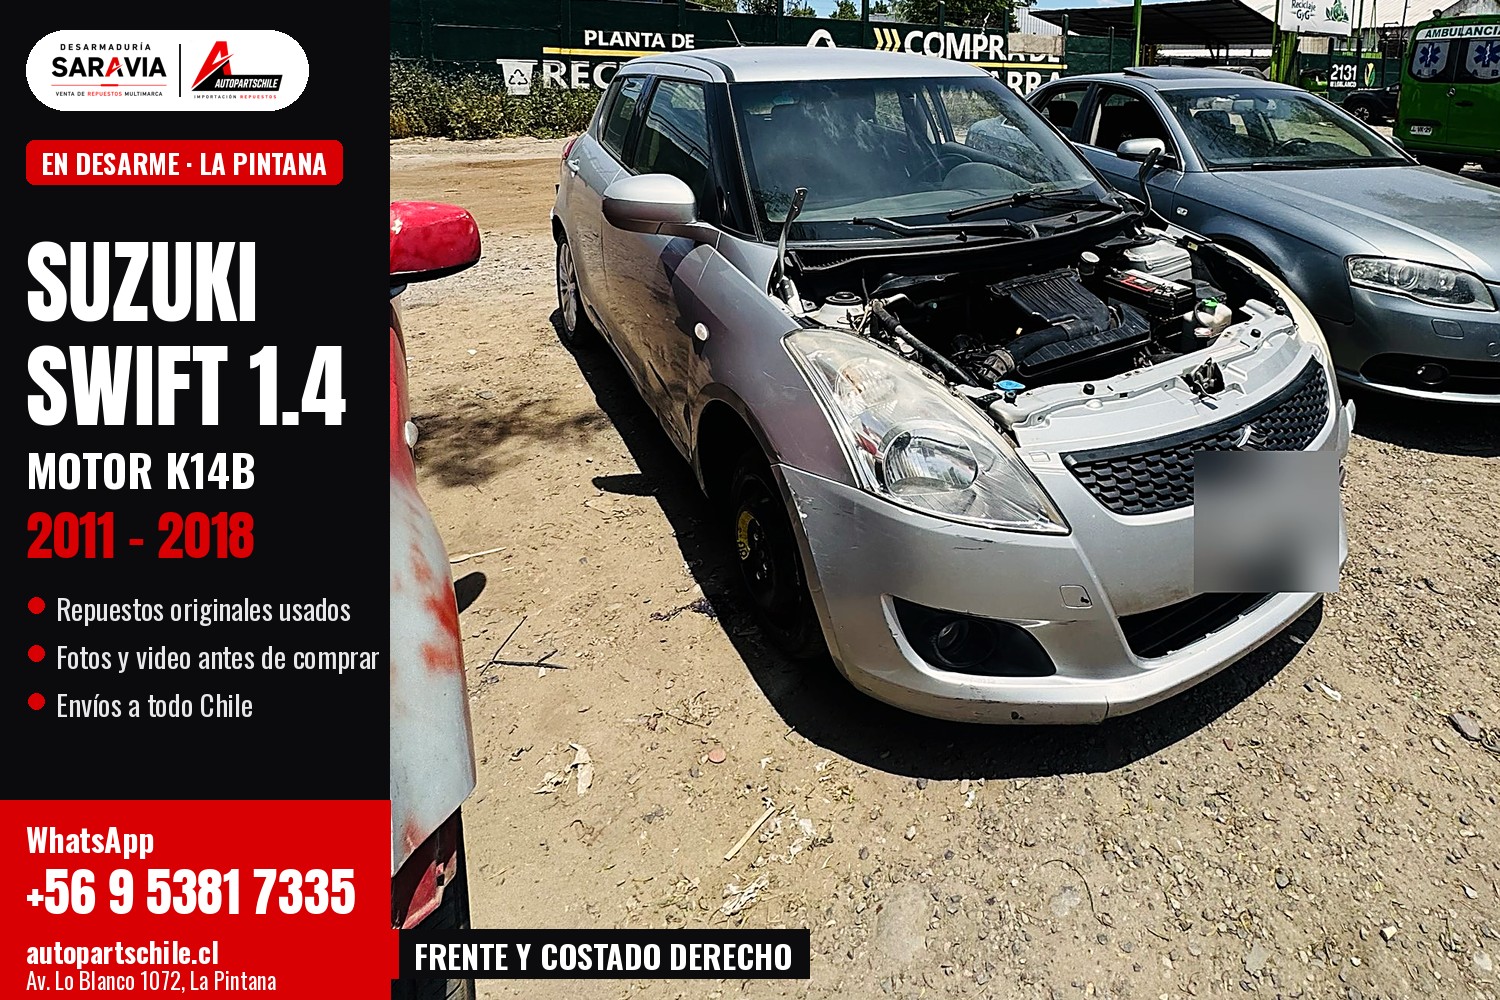 DESARMADURÍA
SARAVIA
VENTA DE REPUESTOS MULTIMARCA
AUTOPARTSCHILE
IMPORTACIÓN REPUESTOS
EN DESARME · LA PINTANA
SUZUKI
SWIFT 1.4
MOTOR K14B
2011 - 2018
Repuestos originales usados
Fotos y video antes de comprar
Envíos a todo Chile
WhatsApp
+56 9 5381 7335
autopartschile.cl
Av. Lo Blanco 1072, La Pintana
FRENTE Y COSTADO DERECHO
PLANTA DE
Reciclaje
GyG
2131
AMBULANCIA